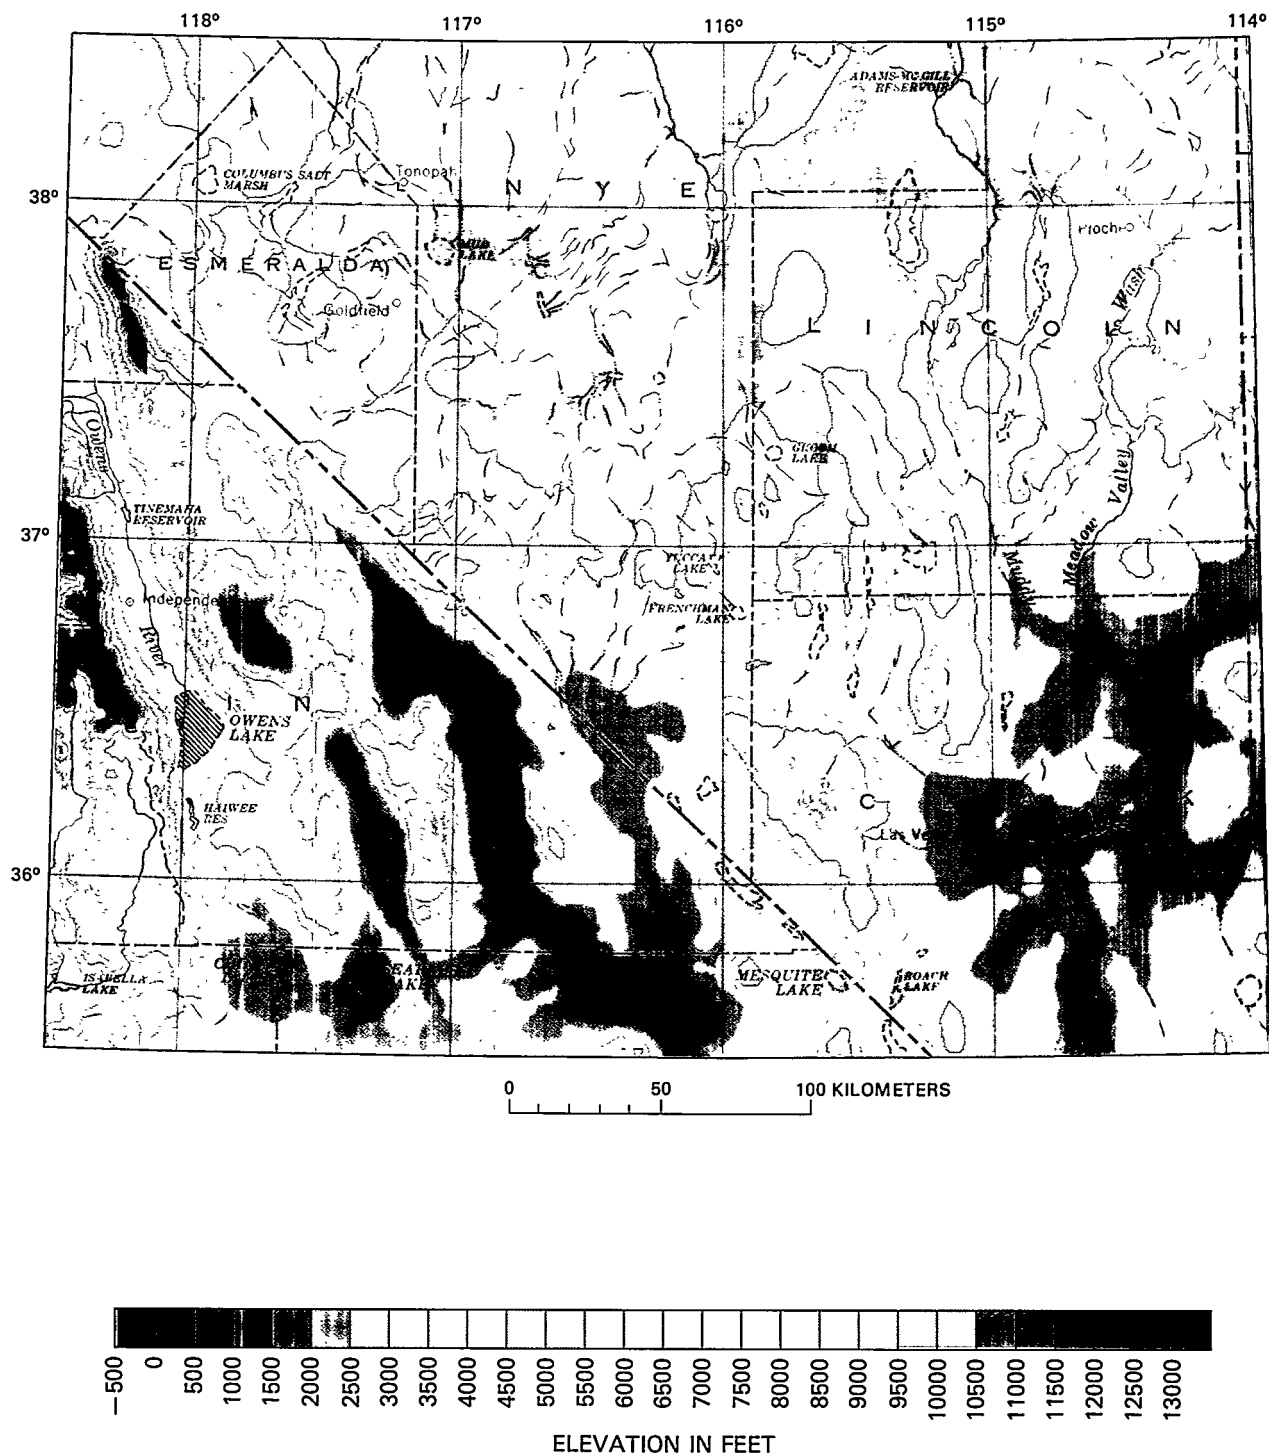 118° 117° 116° 115° 114°
ADAMS-McGILL
RESERVOIR
COLUMBUS SALT
MARSH
Tonopah
N Y E
38°
Pioche
MUD
LAKE
ESMERALDA
Wash
Goldfield
LINCOLN
Owens
GROOM
LAKE
Valley
TINEMAHA
RESERVOIR
37°
Meadow
YUCCA
LAKE
FRENCHMAN
LAKE
River
I N Y
OWENS
LAKE
HAIWEE
RES
C
K
Las Ve
36°
ISABELLA
LAKE
MESQUITE
LAKE
ROACH
LAKE
0 50 100 KILOMETERS
−500 0 500 1000 1500 2000 2500 3000 3500 4500 5000 5500 6000 6500 7000 7500 8500 9000 9500 10000 10500 11000 11500 12000 12500 13000
ELEVATION IN FEET